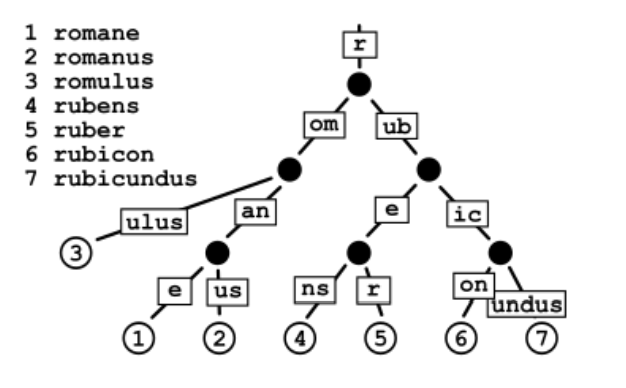 1 romane
2 romanus
3 romulus
4 rubens
5 ruber
6 rubicon
7 rubicundus
r
om ub
ulus an e ic
3
e us ns r on undus
1 2 4 5 6 7